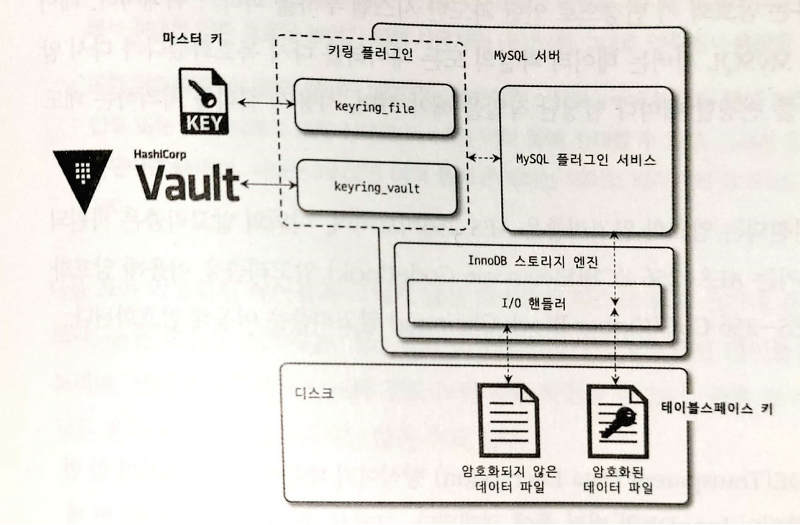 마스터 키
키링 플러그인
MySQL 서버
KEY
keyring_file
HashiCorp
Vault
keyring_vault
MySQL 플러그인 서비스
InnoDB 스토리지 엔진
I/O 핸들러
디스크
테이블스페이스 키
암호화되지 않은
데이터 파일
암호화된
데이터 파일